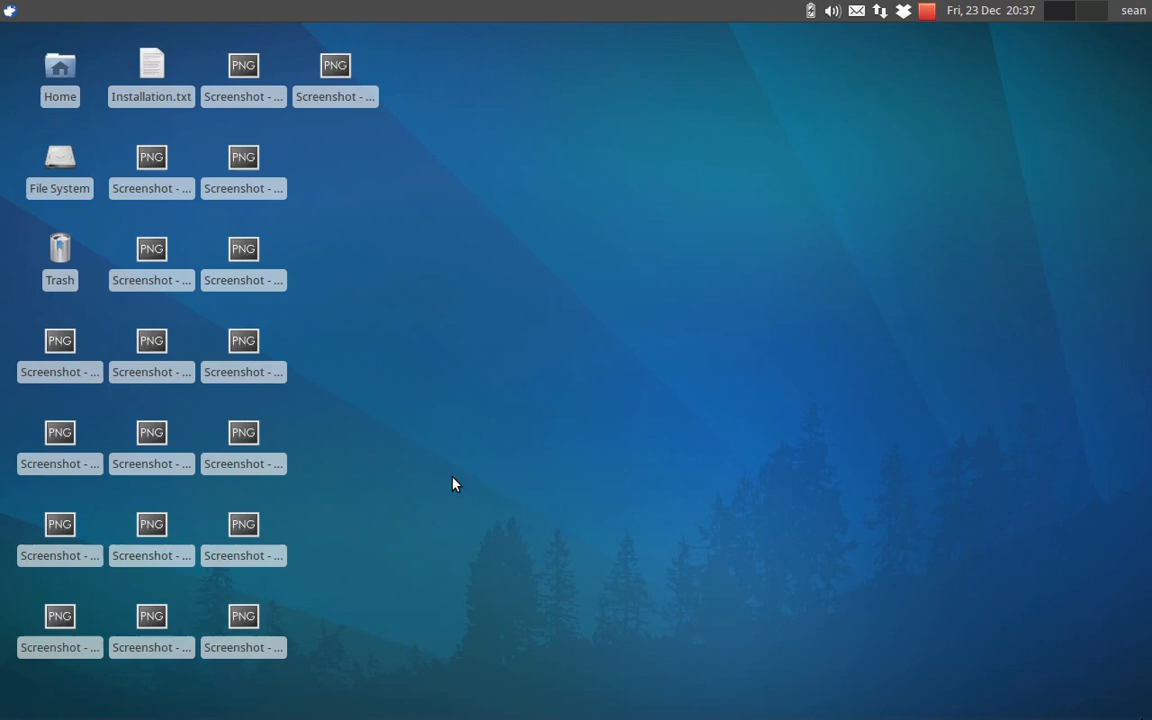 Fri, 23 Dec 20:37 sean
Home Installation.txt Screenshot - ... Screenshot - ...
PNG PNG
File System Screenshot - ... Screenshot - ...
PNG PNG
Trash Screenshot - ... Screenshot - ...
PNG PNG
Screenshot - ... Screenshot - ... Screenshot - ...
PNG PNG PNG
Screenshot - ... Screenshot - ... Screenshot - ...
PNG PNG PNG
Screenshot - ... Screenshot - ... Screenshot - ...
PNG PNG PNG
Screenshot - ... Screenshot - ... Screenshot - ...
PNG PNG PNG